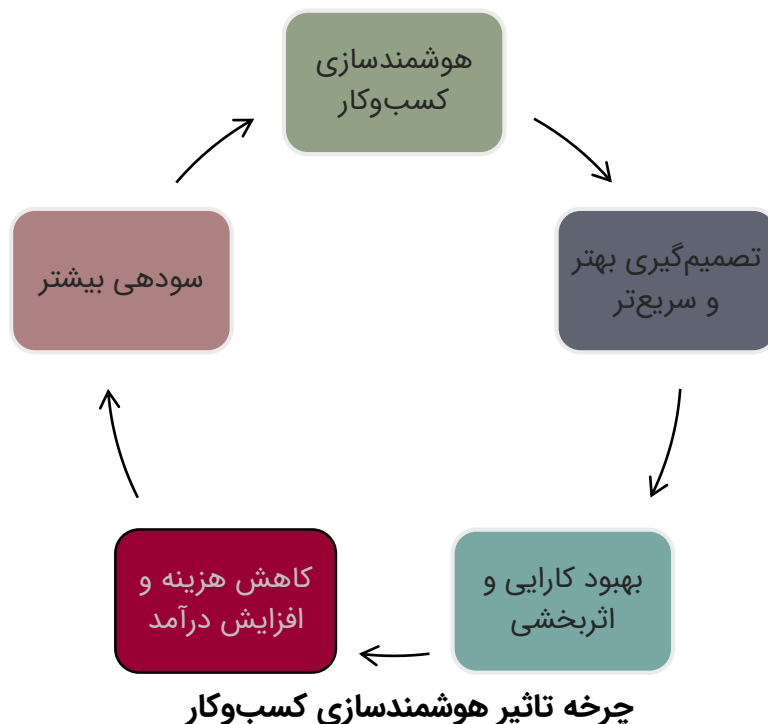 هوشمندسازی
کسب‌وکار
تصمیم‌گیری بهتر
و سریع‌تر
بهبود کارایی و
اثربخشی
کاهش هزینه و
افزایش درآمد
سودهی بیشتر
چرخه تاثیر هوشمندسازی کسب‌وکار